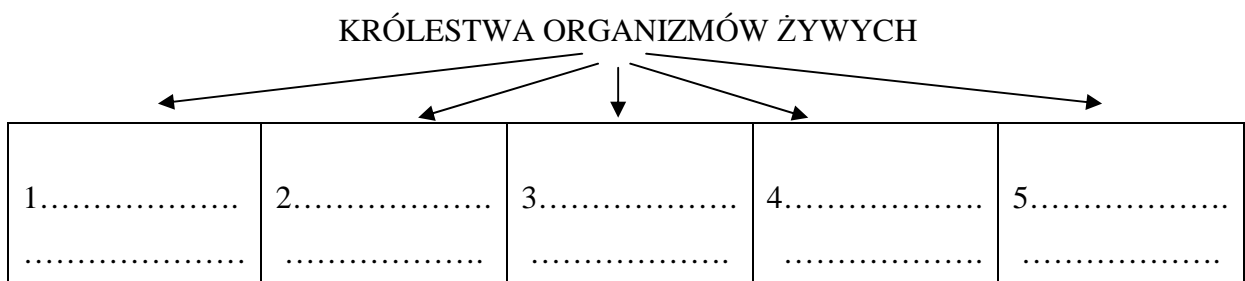 KRÓLESTWA ORGANIZMÓW ŻYWYCH
1………………. 2………………. 3………………. 4………………. 5……………….
…………………. ………………. ………………. ………………. ……………….